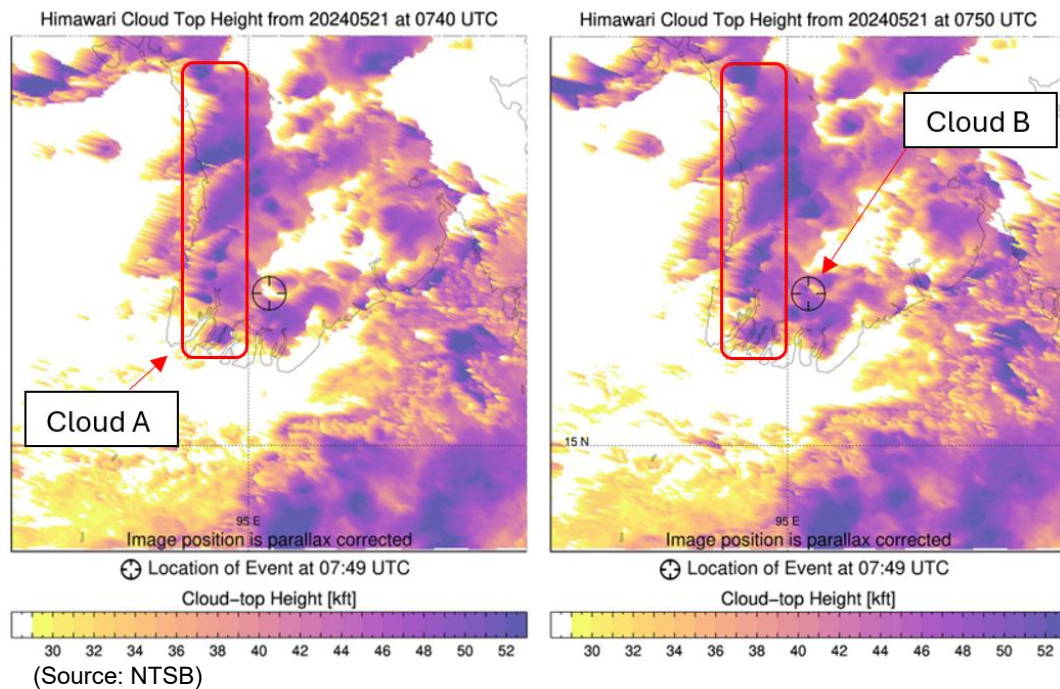 Himawari Cloud Top Height from 20240521 at 0740 UTC
Cloud A
95 E
Image position is parallax corrected
Location of Event at 07:49 UTC
Cloud-top Height [kft]
30 32 34 36 38 40 42 44 46 48 50 52
(Source: NTSB)
Himawari Cloud Top Height from 20240521 at 0750 UTC
Cloud B
15 N
95 E
Image position is parallax corrected
Location of Event at 07:49 UTC
Cloud-top Height [kft]
30 32 34 36 38 40 42 44 46 48 50 52